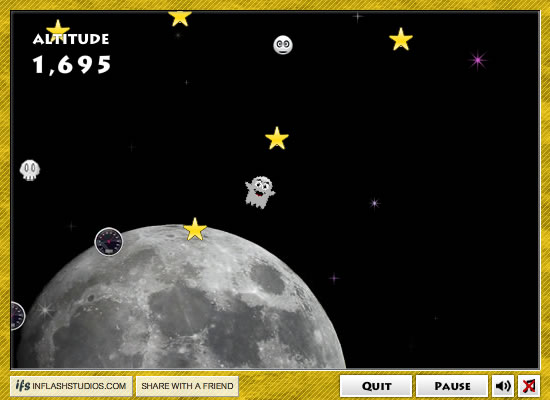 ALTITUDE
1,695
ifs INFLASHSTUDIOS.COM
SHARE WITH A FRIEND
QUIT
PAUSE